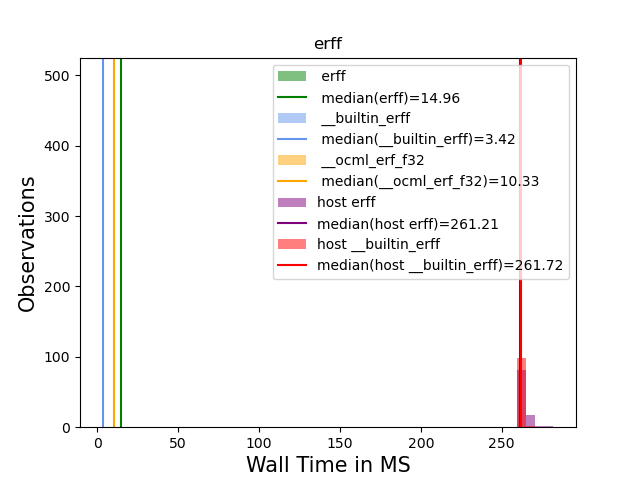 erff
500
400
300
200
100
0
Observations
erff
median(erff)=14.96
__builtin_erff
median(__builtin_erff)=3.42
__ocml_erf_f32
median(__ocml_erf_f32)=10.33
host erff
median(host erff)=261.21
host __builtin_erff
median(host __builtin_erff)=261.72
0 50 100 150 200 250
Wall Time in MS